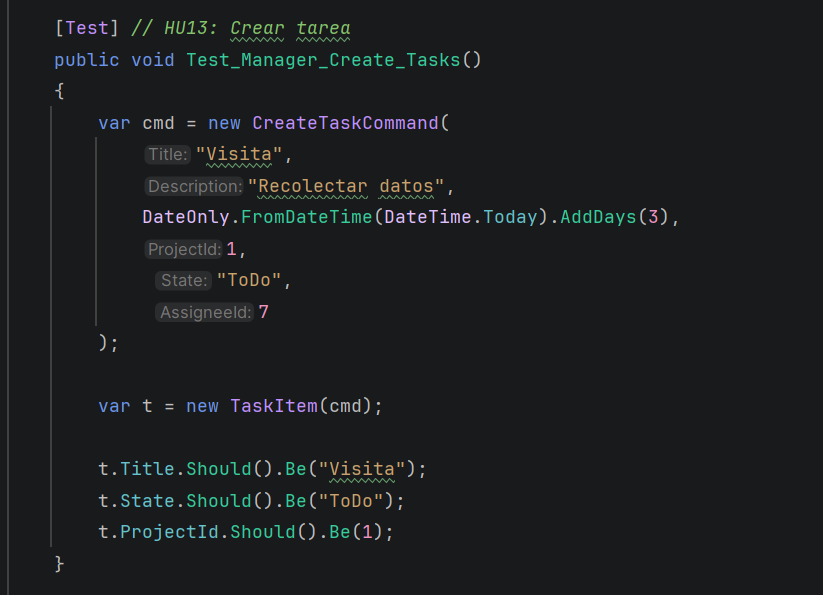 [Test] // HU13: Crear tarea
public void Test_Manager_Create_Tasks()
{
var cmd = new CreateTaskCommand(
Title: "Visita",
Description: "Recolectar datos",
DateOnly.FromDateTime(DateTime.Today).AddDays(3),
ProjectId: 1,
State: "ToDo",
AssigneeId: 7
);
var t = new TaskItem(cmd);
t.Title.Should().Be("Visita");
t.State.Should().Be("ToDo");
t.ProjectId.Should().Be(1);
}